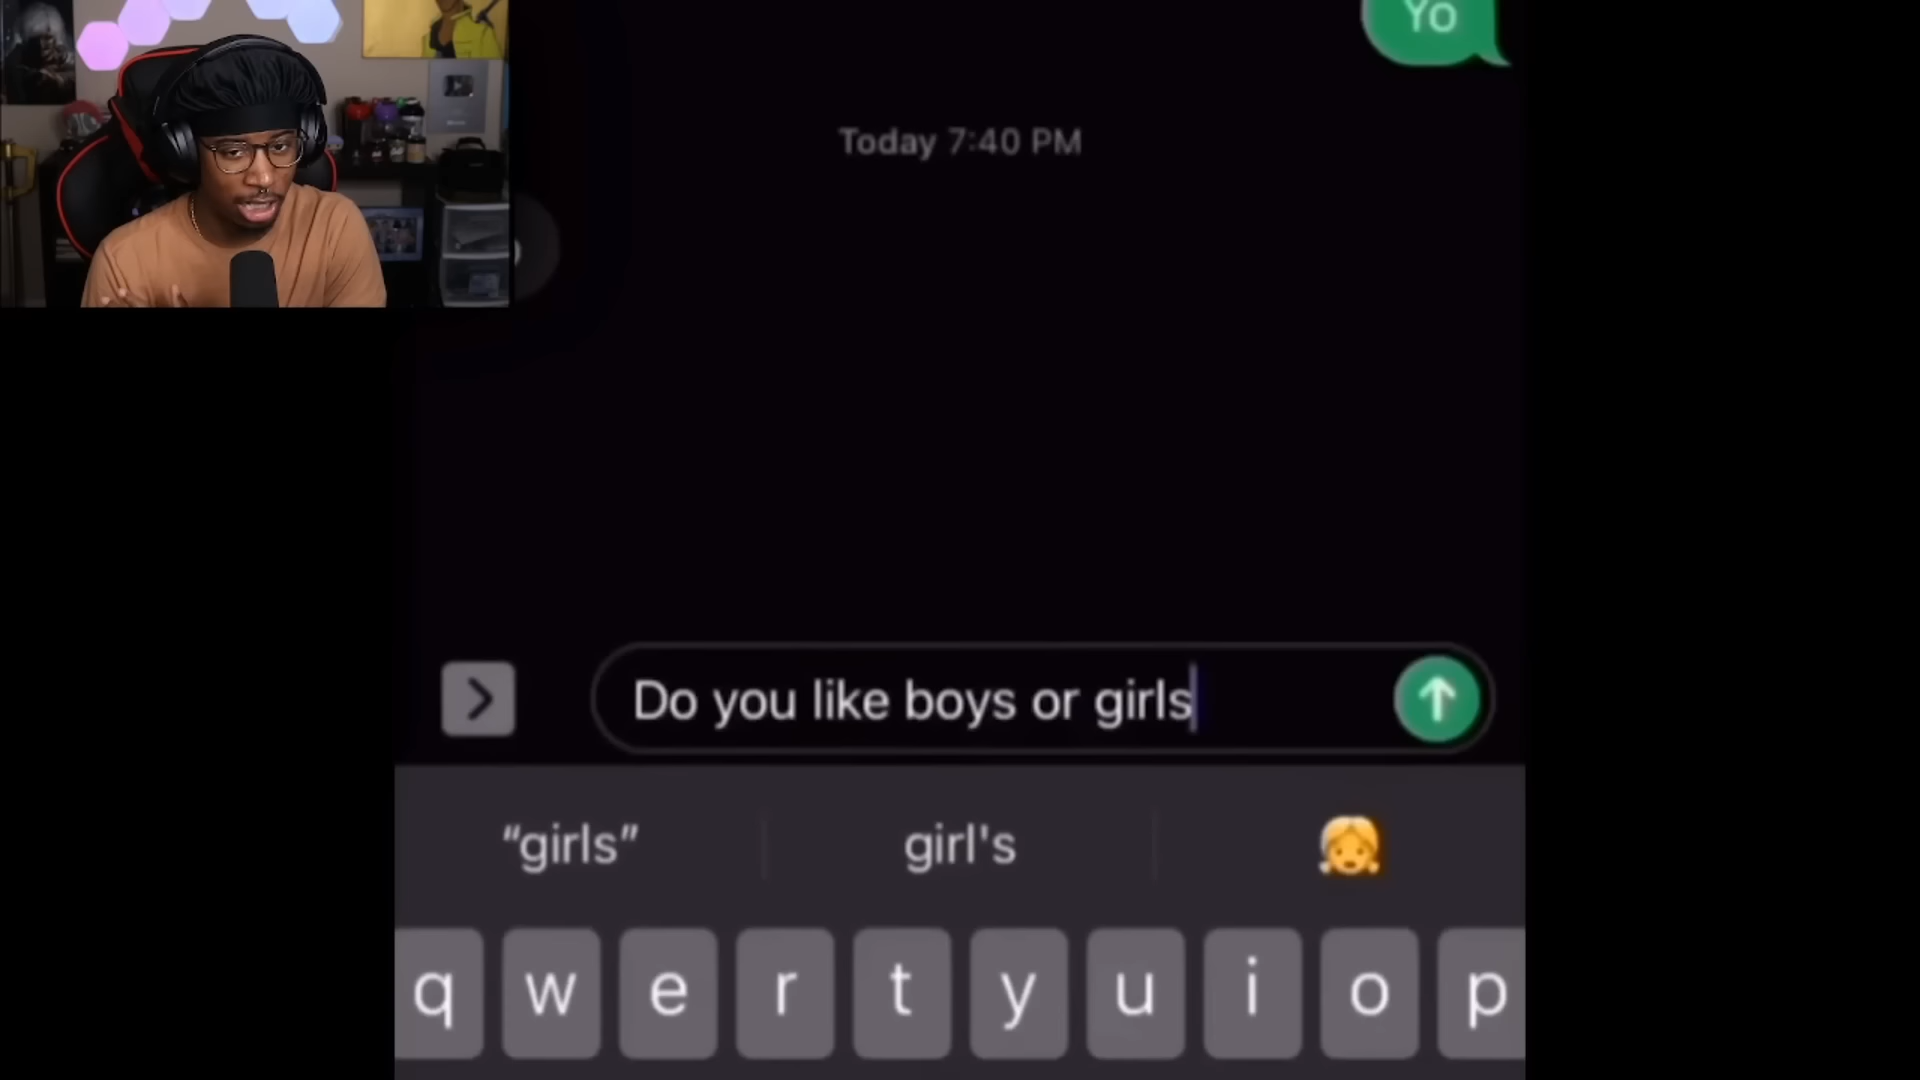 Yo
Today 7:40 PM
Do you like boys or girls
“girls” girl's
q w e r t y u i o p